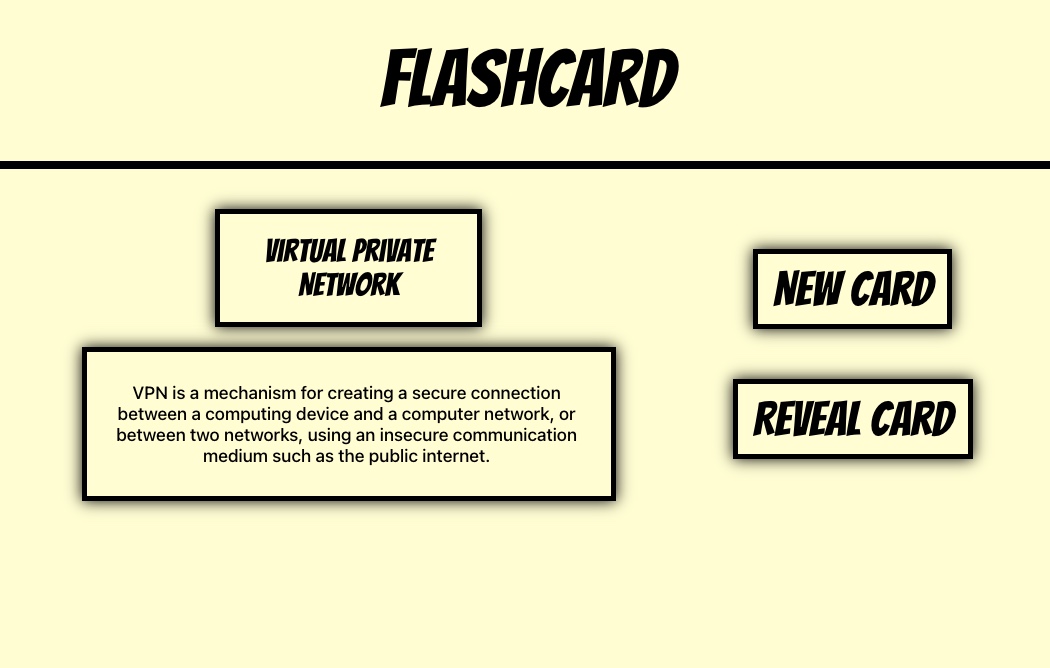 FLASHCARD
VIRTUAL PRIVATE
NETWORK
VPN is a mechanism for creating a secure connection
between a computing device and a computer network, or
between two networks, using an insecure communication
medium such as the public internet.
NEW CARD
REVEAL CARD